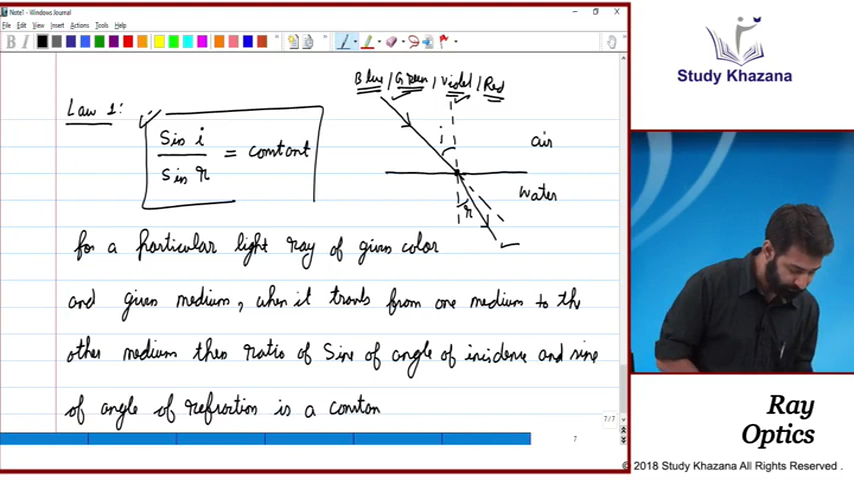 Note1 - Windows Journal
File Edit View Insert Actions Tools Help
B I
Study Khazana
Blue / Green / Violet / Red
Law 1:
Sin i / Sin r = constant
i
air
water
r
for a particular light ray of given color
and given medium, when it travls from one medium to the
other medium then ratio of Sine of angle of incidence and sine
of angle of refraction is a constan
7/7
7
Ray
Optics
© 2018 Study Khazana All Rights Reserved .